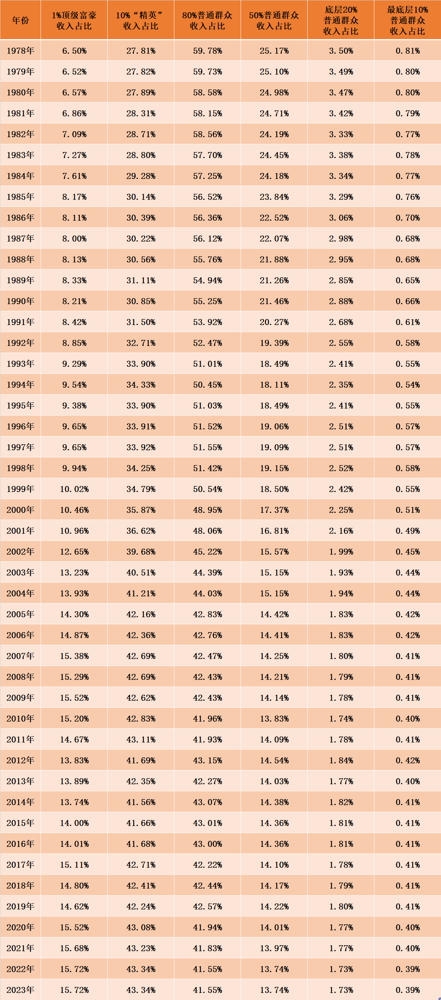 年份 1%顶级富豪收入占比 10%“精英”收入占比 80%普通群众收入占比 50%普通群众收入占比 底层20%普通群众收入占比 最底层10%普通群众收入占比
1978年 6.50% 27.81% 59.78% 25.17% 3.50% 0.81%
1979年 6.52% 27.82% 59.73% 25.10% 3.49% 0.80%
1980年 6.57% 27.89% 58.58% 24.98% 3.47% 0.80%
1981年 6.86% 28.31% 58.15% 24.71% 3.42% 0.79%
1982年 7.09% 28.71% 58.56% 24.19% 3.33% 0.77%
1983年 7.27% 28.80% 57.70% 24.45% 3.38% 0.78%
1984年 7.61% 29.28% 57.25% 24.18% 3.34% 0.77%
1985年 8.17% 30.14% 56.52% 23.84% 3.29% 0.76%
1986年 8.11% 30.39% 56.36% 22.52% 3.06% 0.70%
1987年 8.00% 30.22% 56.12% 22.07% 2.98% 0.68%
1988年 8.13% 30.56% 55.76% 21.88% 2.95% 0.68%
1989年 8.33% 31.11% 54.94% 21.26% 2.85% 0.65%
1990年 8.21% 30.85% 55.25% 21.46% 2.88% 0.66%
1991年 8.42% 31.50% 53.92% 20.27% 2.68% 0.61%
1992年 8.85% 32.71% 52.47% 19.39% 2.55% 0.58%
1993年 9.29% 33.90% 51.01% 18.49% 2.41% 0.55%
1994年 9.54% 34.33% 50.45% 18.11% 2.35% 0.54%
1995年 9.38% 33.90% 51.03% 18.49% 2.41% 0.55%
1996年 9.65% 33.91% 51.52% 19.06% 2.51% 0.57%
1997年 9.65% 33.92% 51.55% 19.09% 2.51% 0.57%
1998年 9.94% 34.25% 51.42% 19.15% 2.52% 0.58%
1999年 10.02% 34.79% 50.54% 18.50% 2.42% 0.55%
2000年 10.46% 35.87% 48.95% 17.37% 2.25% 0.51%
2001年 10.96% 36.62% 48.06% 16.81% 2.16% 0.49%
2002年 12.65% 39.68% 45.22% 15.57% 1.99% 0.45%
2003年 13.23% 40.51% 44.39% 15.15% 1.93% 0.44%
2004年 13.93% 41.21% 44.03% 15.15% 1.94% 0.44%
2005年 14.30% 42.16% 42.83% 14.42% 1.83% 0.42%
2006年 14.87% 42.36% 42.76% 14.41% 1.83% 0.42%
2007年 15.38% 42.69% 42.47% 14.25% 1.80% 0.41%
2008年 15.29% 42.69% 42.43% 14.21% 1.79% 0.41%
2009年 15.52% 42.62% 42.43% 14.14% 1.78% 0.41%
2010年 15.20% 42.83% 41.96% 13.83% 1.74% 0.40%
2011年 14.67% 43.11% 41.93% 14.09% 1.78% 0.41%
2012年 13.83% 41.69% 43.15% 14.54% 1.84% 0.42%
2013年 13.89% 42.35% 42.27% 14.03% 1.77% 0.40%
2014年 13.74% 41.56% 43.07% 14.38% 1.82% 0.41%
2015年 14.00% 41.66% 43.01% 14.36% 1.81% 0.41%
2016年 14.01% 41.68% 43.00% 14.36% 1.81% 0.41%
2017年 15.11% 42.71% 42.22% 14.10% 1.78% 0.41%
2018年 14.80% 42.41% 42.44% 14.17% 1.79% 0.41%
2019年 14.62% 42.24% 42.57% 14.22% 1.80% 0.41%
2020年 15.52% 43.08% 41.94% 14.01% 1.77% 0.40%
2021年 15.68% 43.23% 41.83% 13.97% 1.77% 0.40%
2022年 15.72% 43.34% 41.55% 13.74% 1.73% 0.39%
2023年 15.72% 43.34% 41.55% 13.74% 1.73% 0.39%